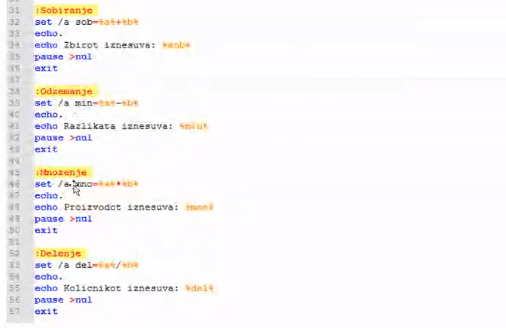 31 :Sobiranje
32 set /a sob=%a%+%b%
33 echo.
34 echo Zbirot iznesuva: %sob%
35 pause >nul
36 exit
37
38 :Odzemanje
39 set /a min=%a%-%b%
40 echo.
41 echo Razlikata iznesuva: %min%
42 pause >nul
43 exit
44
45 :Mnozenje
46 set /a mno=%a%*%b%
47 echo.
48 echo Proizvodot iznesuva: %mno%
49 pause >nul
50 exit
51
52 :Delenje
53 set /a del=%a%/%b%
54 echo.
55 echo Kolicnikot iznesuva: %del%
56 pause >nul
57 exit